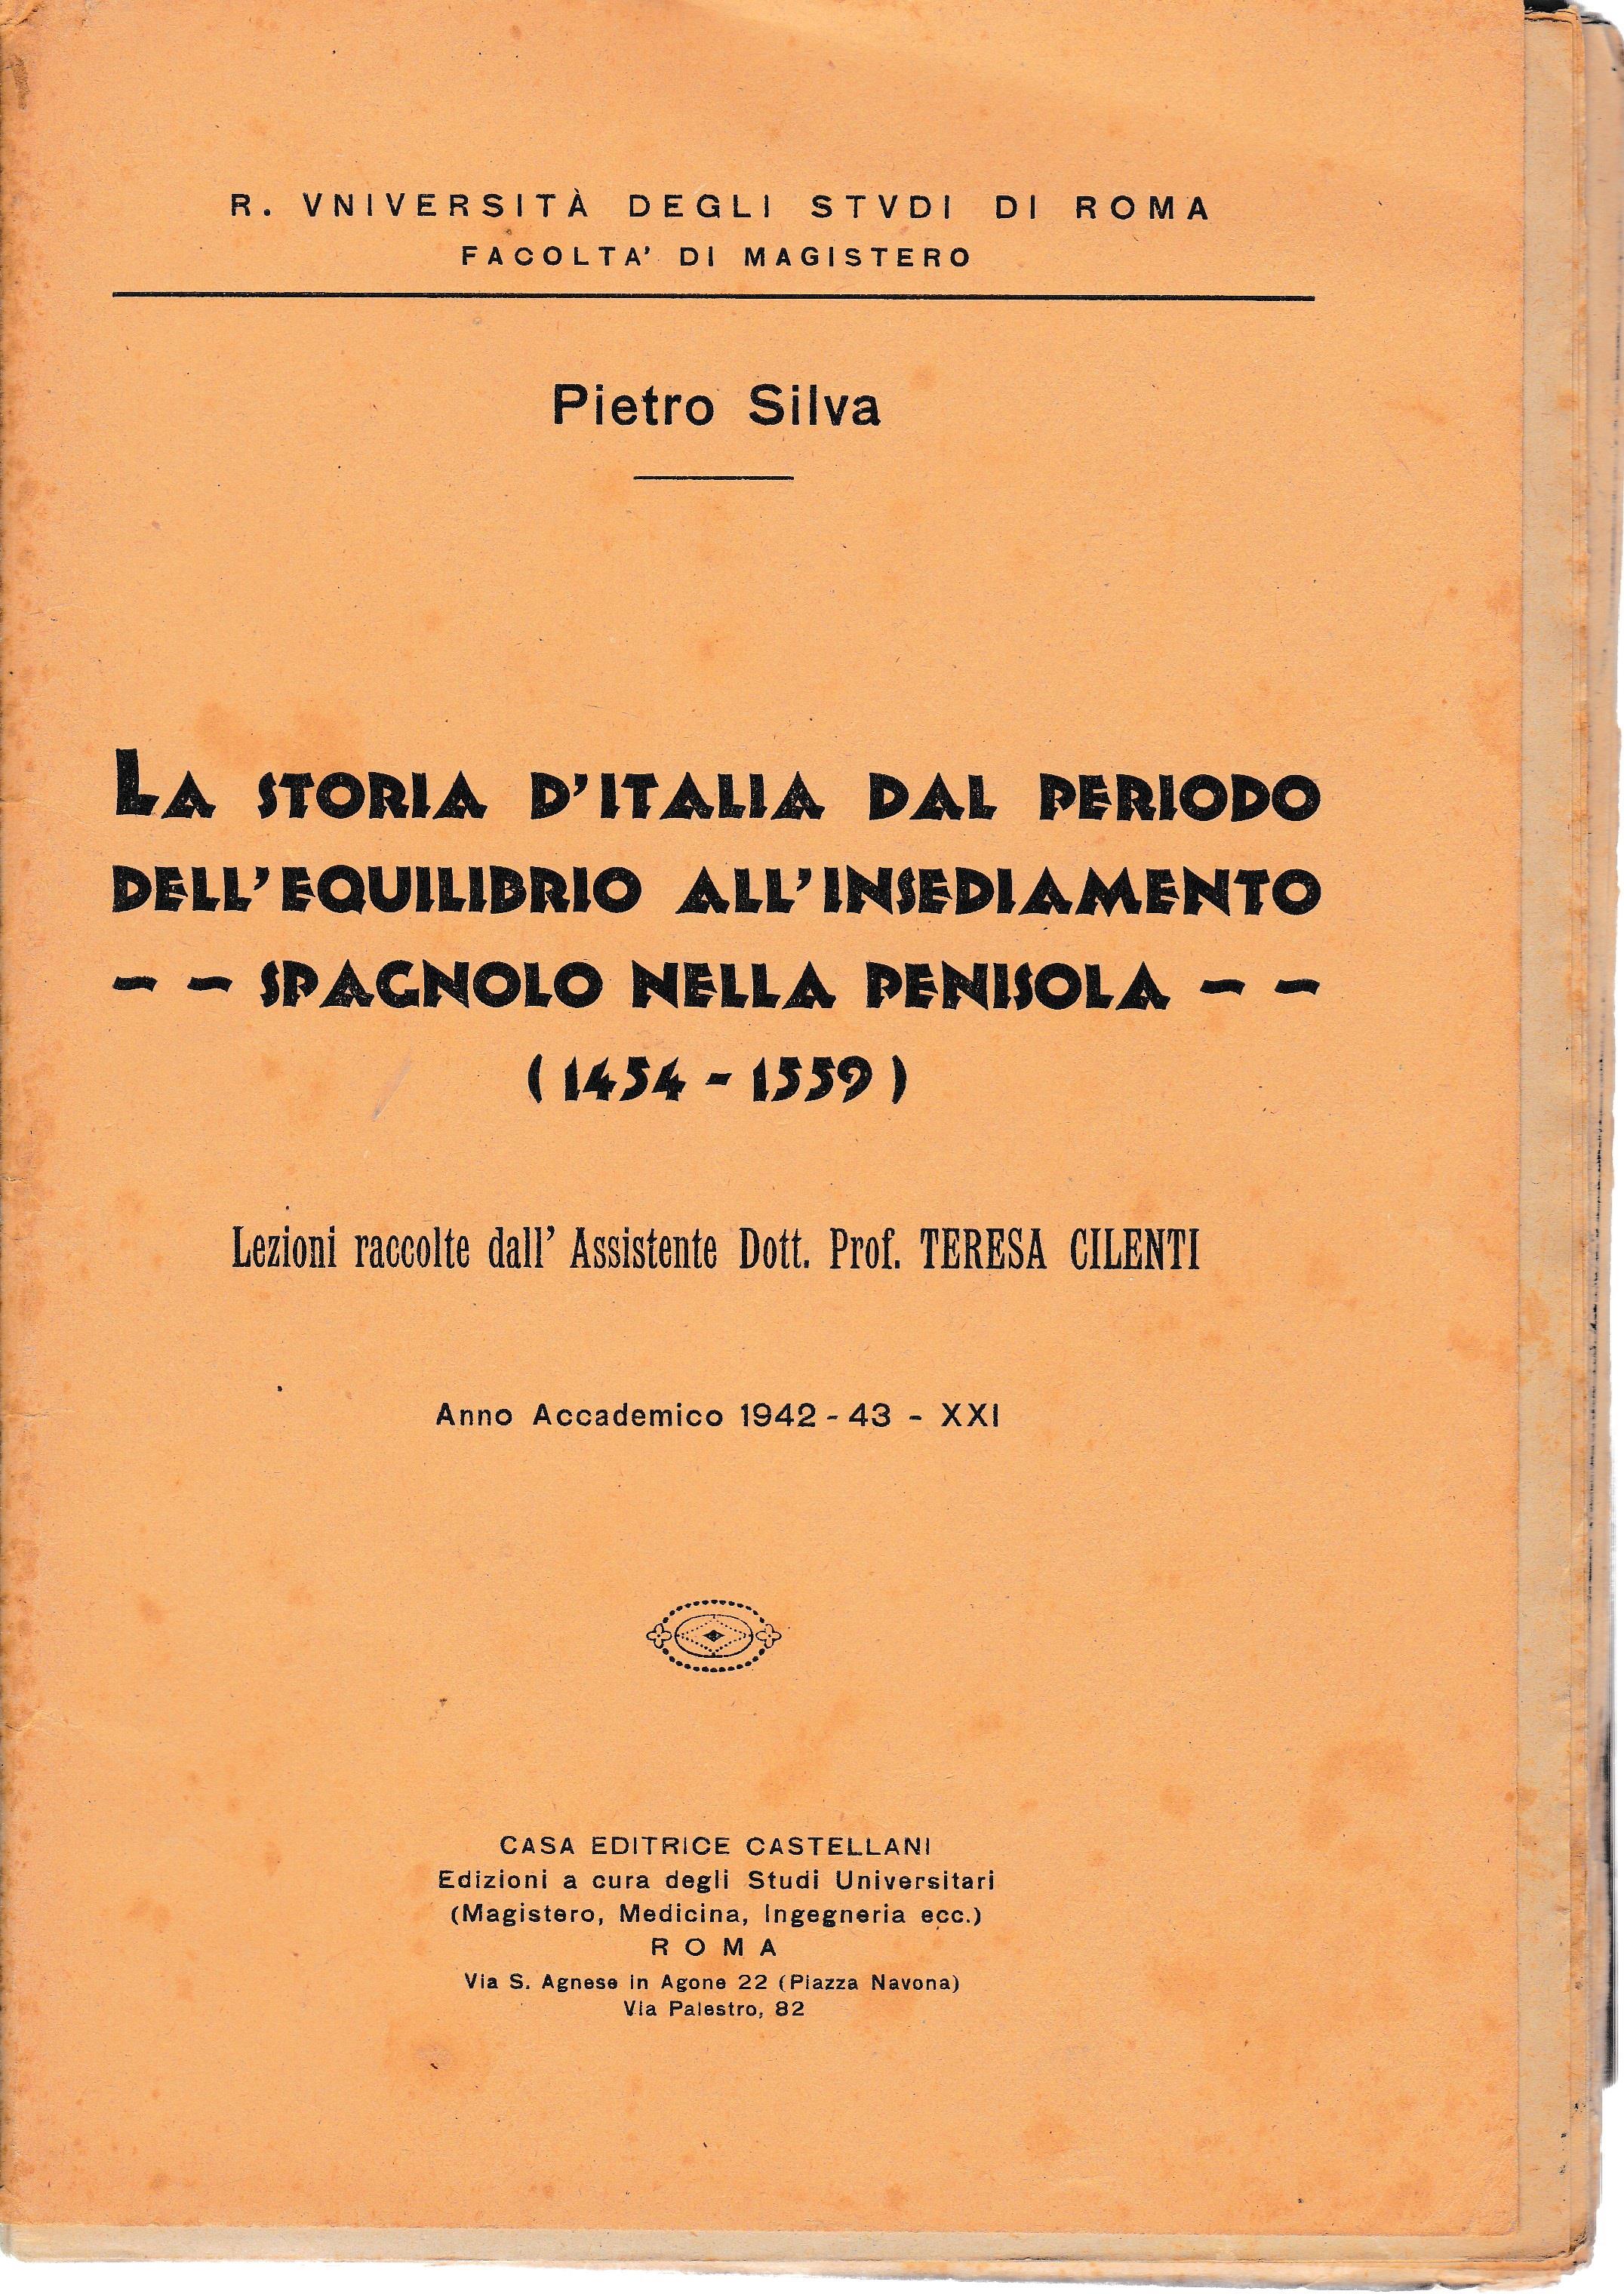 R. VNIVERSITÀ DEGLI STVDI DI ROMA
FACOLTA' DI MAGISTERO
Pietro Silva
LA STORIA D'ITALIA DAL PERIODO
DELL'EQUILIBRIO ALL'INSEDIAMENTO
- - SPAGNOLO NELLA PENISOLA - -
(1454 - 1559)
Lezioni raccolte dall' Assistente Dott. Prof. TERESA CILENTI
Anno Accademico 1942 - 43 - XXI
CASA EDITRICE CASTELLANI
Edizioni a cura degli Studi Universitari
(Magistero, Medicina, Ingegneria ecc.)
ROMA
Via S. Agnese in Agone 22 (Piazza Navona)
Via Palestro, 82